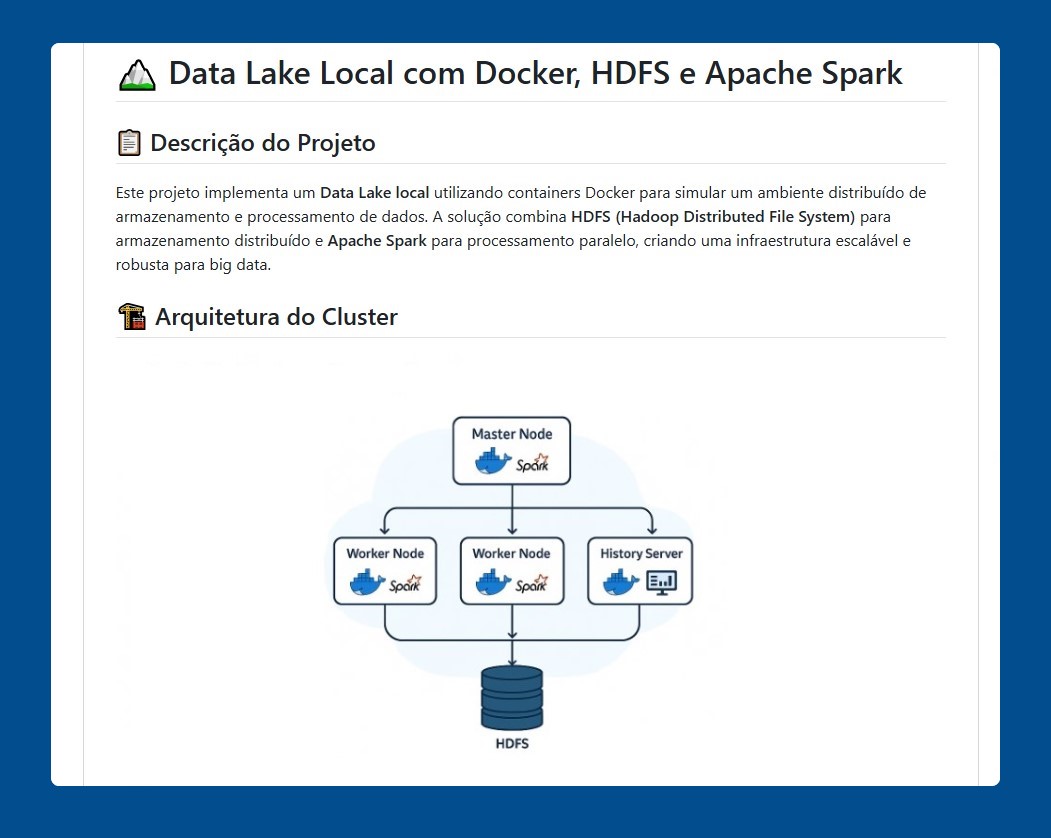 Data Lake Local com Docker, HDFS e Apache Spark
Descrição do Projeto
Este projeto implementa um Data Lake local utilizando containers Docker para simular um ambiente distribuído de
armazenamento e processamento de dados. A solução combina HDFS (Hadoop Distributed File System) para
armazenamento distribuído e Apache Spark para processamento paralelo, criando uma infraestrutura escalável e
robusta para big data.
Arquitetura do Cluster
Master Node
Spark
Worker Node
Spark
Worker Node
Spark
History Server
HDFS